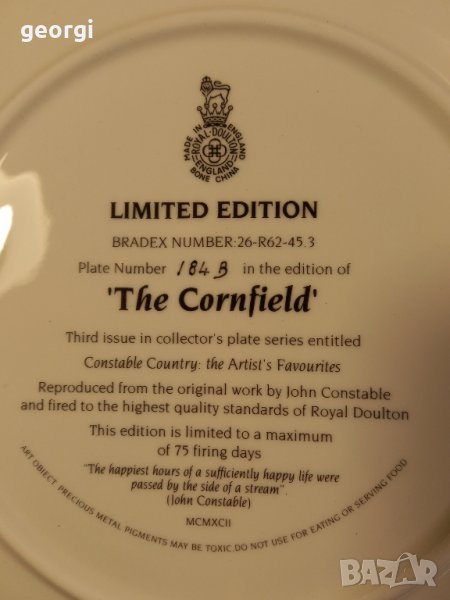 georgi
MADE IN ENGLAND
ROYAL·DOULTON
ENGLAND
BONE CHINA
LIMITED EDITION
BRADEX NUMBER:26-R62-45.3
Plate Number 184B in the edition of
'The Cornfield'
Third issue in collector's plate series entitled
Constable Country: the Artist's Favourites
Reproduced from the original work by John Constable
and fired to the highest quality standards of Royal Doulton
This edition is limited to a maximum
of 75 firing days
"The happiest hours of a sufficiently happy life were
passed by the side of a stream".
(John Constable)
MCMXCII
ART OBJECT PRECIOUS METAL PIGMENTS MAY BE TOXIC. DO NOT USE FOR EATING OR SERVING FOOD
BAZAR